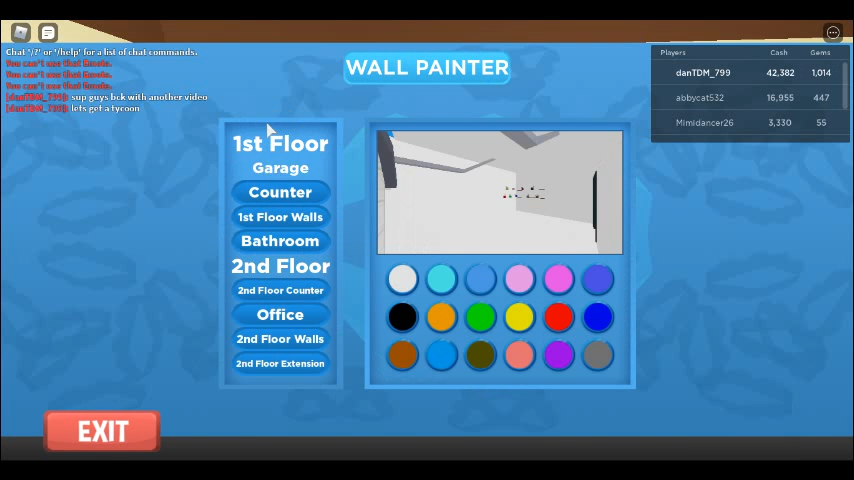 Chat '/?' or '/help' for a list of chat commands.
You can't use that Emote.
You can't use that Emote.
You can't use that Emote.
[danTDM_799]: sup guys bck with another video
[danTDM_799]: lets get a tycoon
WALL PAINTER
Players Cash Gems
danTDM_799 42,382 1,014
abbycat532 16,955 447
Mimidancer26 3,330 55
1st Floor
Garage
Counter
1st Floor Walls
Bathroom
2nd Floor
2nd Floor Counter
Office
2nd Floor Walls
2nd Floor Extension
EXIT